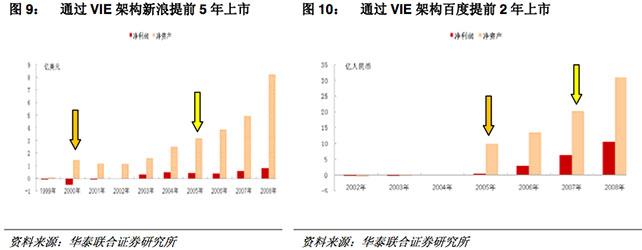 图 9： 通过 VIE 架构新浪提前 5 年上市
净利润 净资产
亿美元
9
8
7
6
5
4
3
2
1
0
-1
1999年 2000年 2001年 2002年 2003年 2004年 2005年 2006年 2007年 2008年
资料来源：华泰联合证券研究所
图 10： 通过 VIE 架构百度提前 2 年上市
净利润 净资产
亿人民币
35
30
25
20
15
10
5
0
-5
2002年 2003年 2004年 2005年 2006年 2007年 2008年
资料来源：华泰联合证券研究所